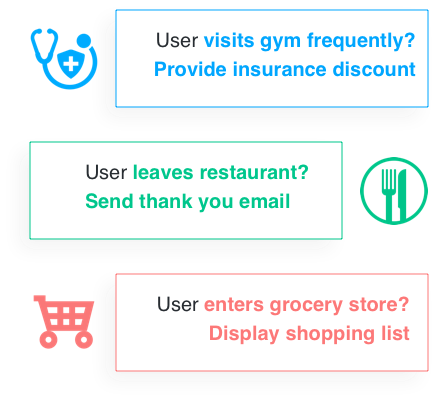 User visits gym frequently?
Provide insurance discount
User leaves restaurant?
Send thank you email
User enters grocery store?
Display shopping list